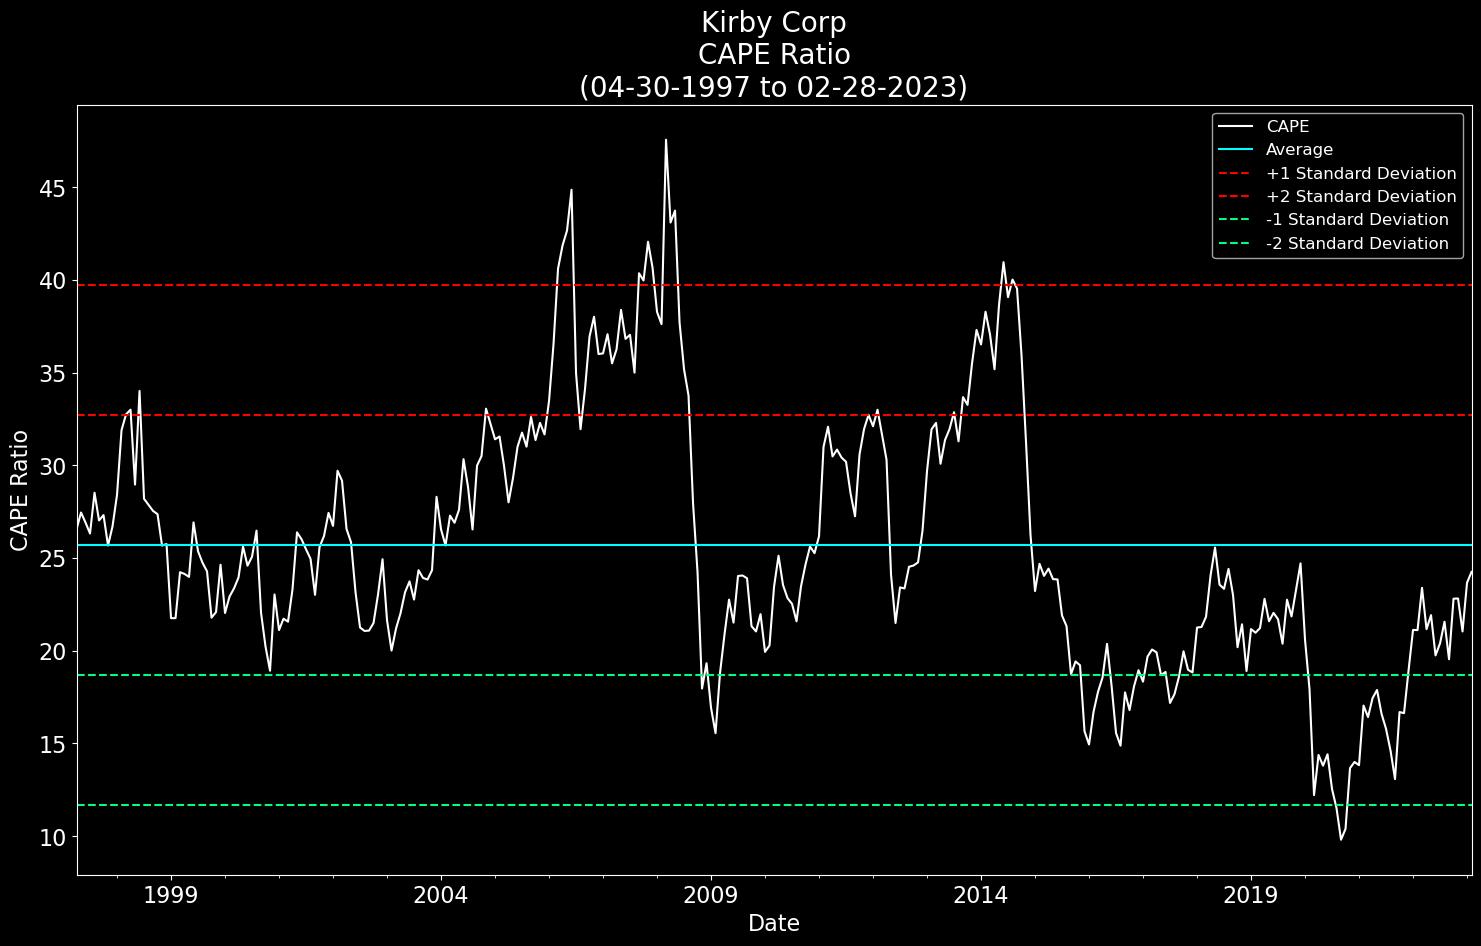 Kirby Corp
CAPE Ratio
(04-30-1997 to 02-28-2023)
CAPE
Average
+1 Standard Deviation
+2 Standard Deviation
-1 Standard Deviation
-2 Standard Deviation
45
40
35
30
25
20
15
10
CAPE Ratio
1999 2004 2009 2014 2019
Date